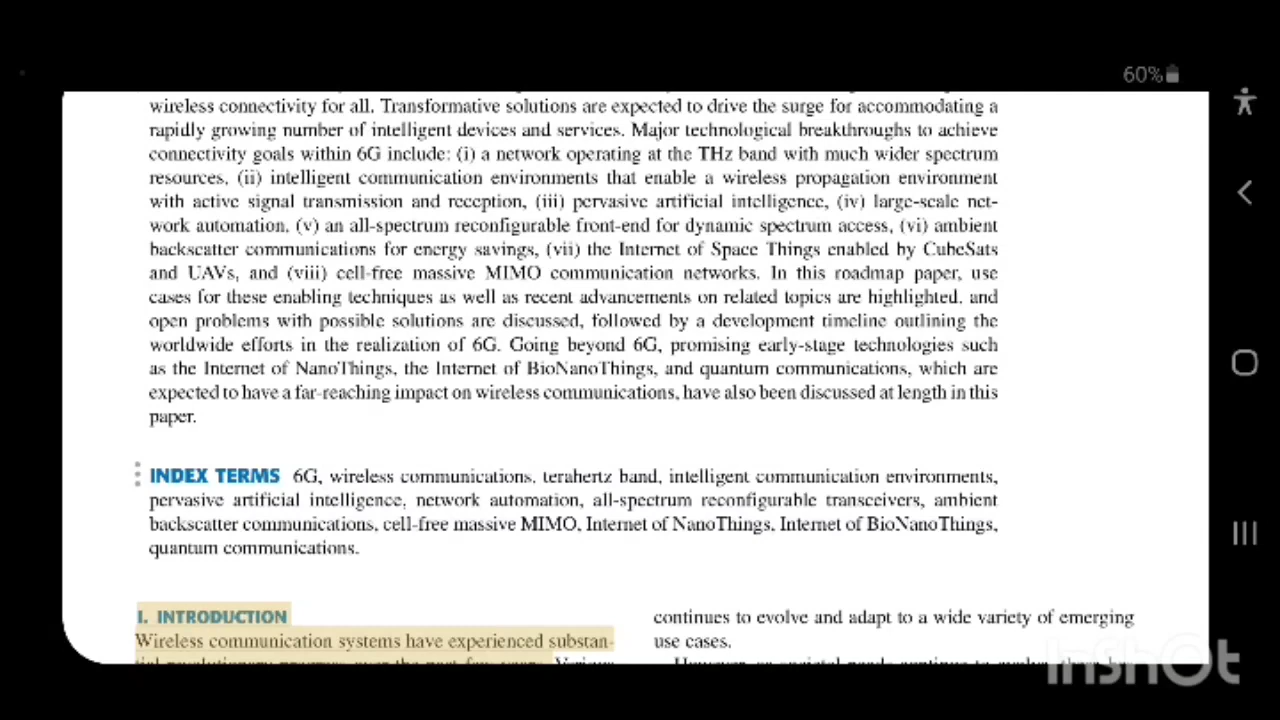 60%
wireless connectivity for all. Transformative solutions are expected to drive the surge for accommodating a
rapidly growing number of intelligent devices and services. Major technological breakthroughs to achieve
connectivity goals within 6G include: (i) a network operating at the THz band with much wider spectrum
resources, (ii) intelligent communication environments that enable a wireless propagation environment
with active signal transmission and reception, (iii) pervasive artificial intelligence, (iv) large-scale net-
work automation, (v) an all-spectrum reconfigurable front-end for dynamic spectrum access, (vi) ambient
backscatter communications for energy savings, (vii) the Internet of Space Things enabled by CubeSats
and UAVs, and (viii) cell-free massive MIMO communication networks. In this roadmap paper, use
cases for these enabling techniques as well as recent advancements on related topics are highlighted, and
open problems with possible solutions are discussed, followed by a development timeline outlining the
worldwide efforts in the realization of 6G. Going beyond 6G, promising early-stage technologies such
as the Internet of NanoThings, the Internet of BioNanoThings, and quantum communications, which are
expected to have a far-reaching impact on wireless communications, have also been discussed at length in this
paper.
INDEX TERMS 6G, wireless communications, terahertz band, intelligent communication environments,
pervasive artificial intelligence, network automation, all-spectrum reconfigurable transceivers, ambient
backscatter communications, cell-free massive MIMO, Internet of NanoThings, Internet of BioNanoThings,
quantum communications.
I. INTRODUCTION
Wireless communication systems have experienced substan-
continues to evolve and adapt to a wide variety of emerging
use cases.
InShOt